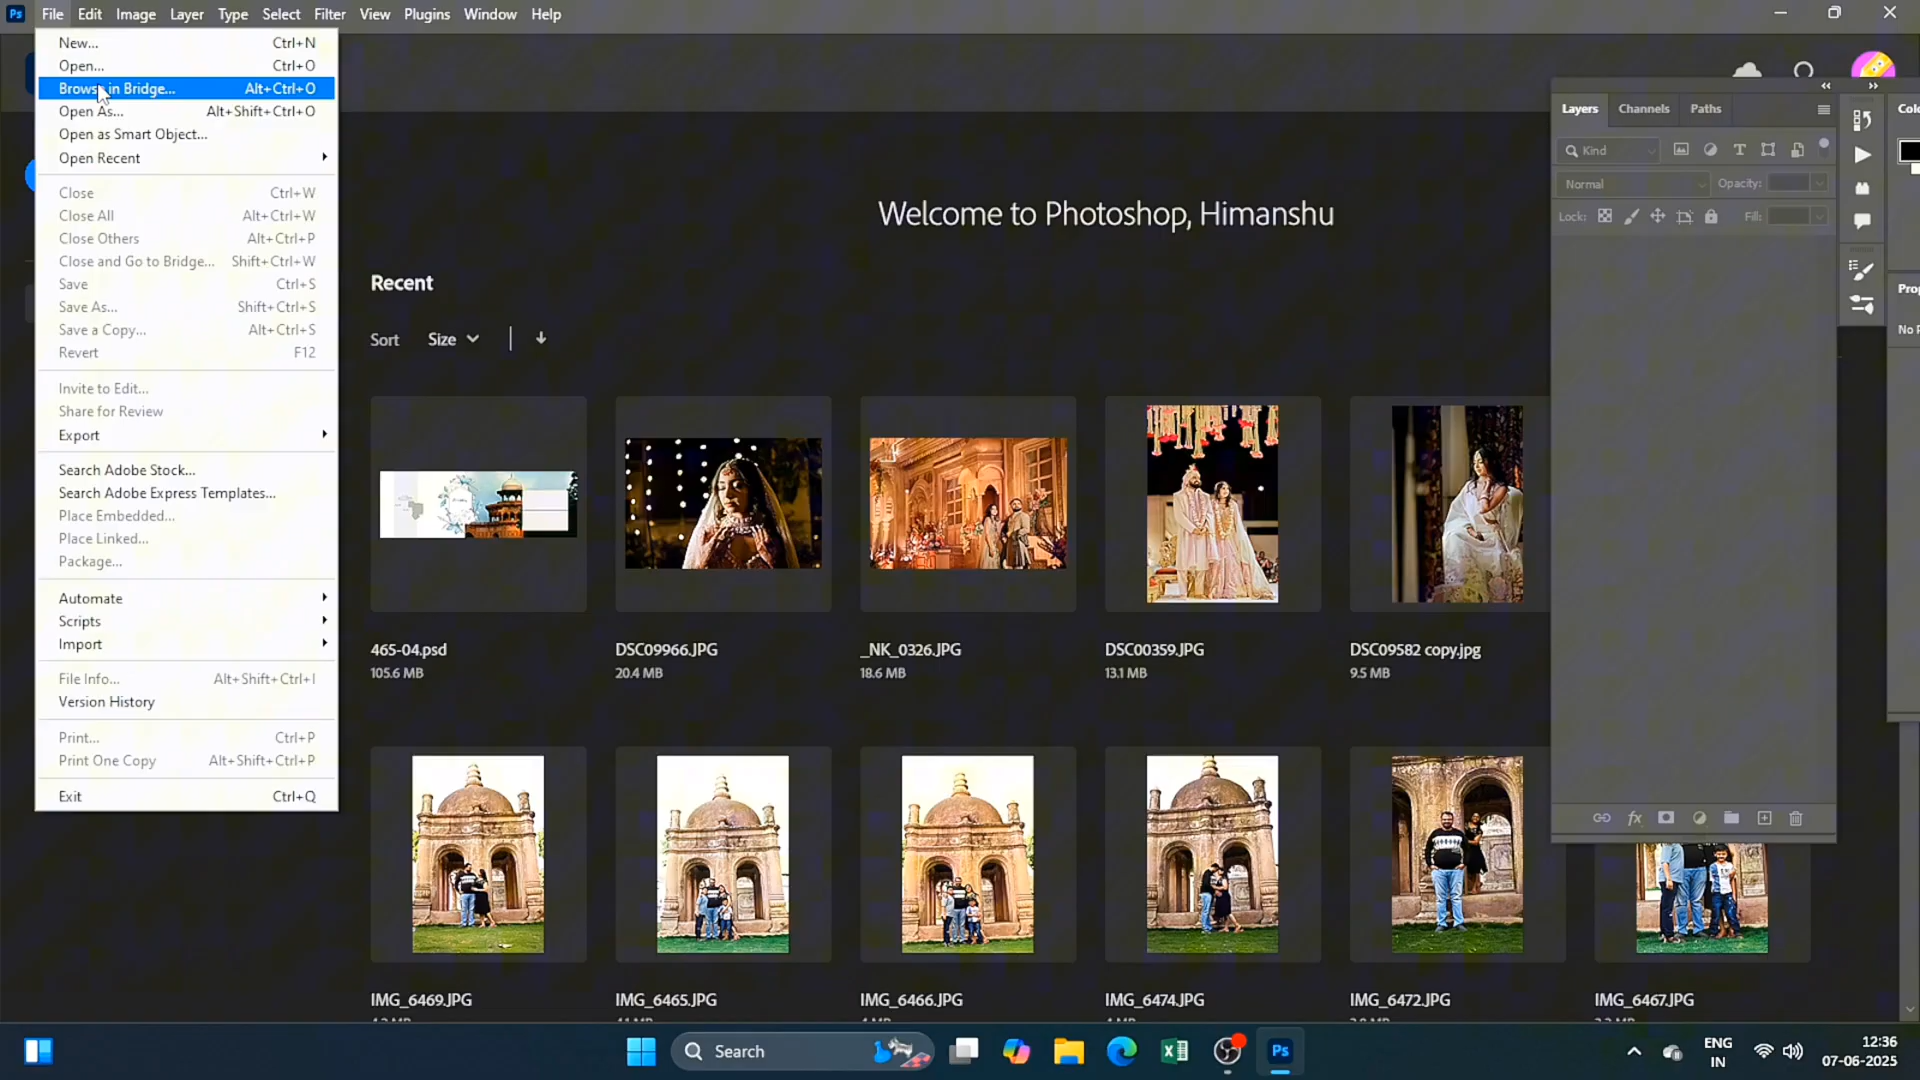 Ps File Edit Image Layer Type Select Filter View Plugins Window Help
New... Ctrl+N
Open... Ctrl+O
Browse in Bridge... Alt+Ctrl+O
Open As... Alt+Shift+Ctrl+O
Open as Smart Object...
Open Recent
Close Ctrl+W
Close All Alt+Ctrl+W
Close Others Alt+Ctrl+P
Close and Go to Bridge... Shift+Ctrl+W
Save Ctrl+S
Save As... Shift+Ctrl+S
Save a Copy... Alt+Ctrl+S
Revert F12
Invite to Edit...
Share for Review
Export
Search Adobe Stock...
Search Adobe Express Templates...
Place Embedded...
Place Linked...
Package...
Automate
Scripts
Import
File Info... Alt+Shift+Ctrl+I
Version History
Print... Ctrl+P
Print One Copy Alt+Shift+Ctrl+P
Exit Ctrl+Q
Welcome to Photoshop, Himanshu
Recent
Sort Size
465-04.psd DSC09966.JPG _NK_0326.JPG DSC00359.JPG DSC09582 copy.jpg
105.6 MB 20.4 MB 18.6 MB 13.1 MB 9.5 MB
IMG_6469.JPG IMG_6465.JPG IMG_6466.JPG IMG_6474.JPG IMG_6472.JPG IMG_6467.JPG
Layers Channels Paths
Kind
Normal Opacity:
Lock: Fill:
fx
Search
Ps
ENG
IN
12:36
07-06-2025